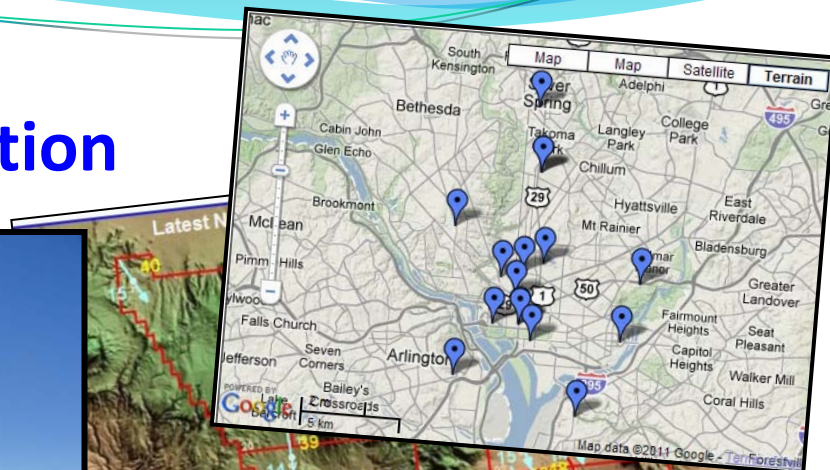 tion
Latest N
40
15
39
Map
Map
Satellite
Terrain
South
Kensington
Adelphi
1
Silver
Spring
495
Bethesda
College
Park
Cabin John
Takoma
Langley
Park
Glen Echo
Chillum
29
Brookmont
Hyattsville
East
Riverdale
McLean
Mt Rainier
Bladensburg
Pimmit Hills
50
Greater
Landover
1
Falls Church
Fairmount
Heights
Seat
Pleasant
Jefferson
Seven
Corners
Arlington
Capitol
Heights
Walker Mill
Bailey's
Crossroads
Coral Hills
POWERED BY
Google
2 mi
5 km
Map data ©2011 Google -